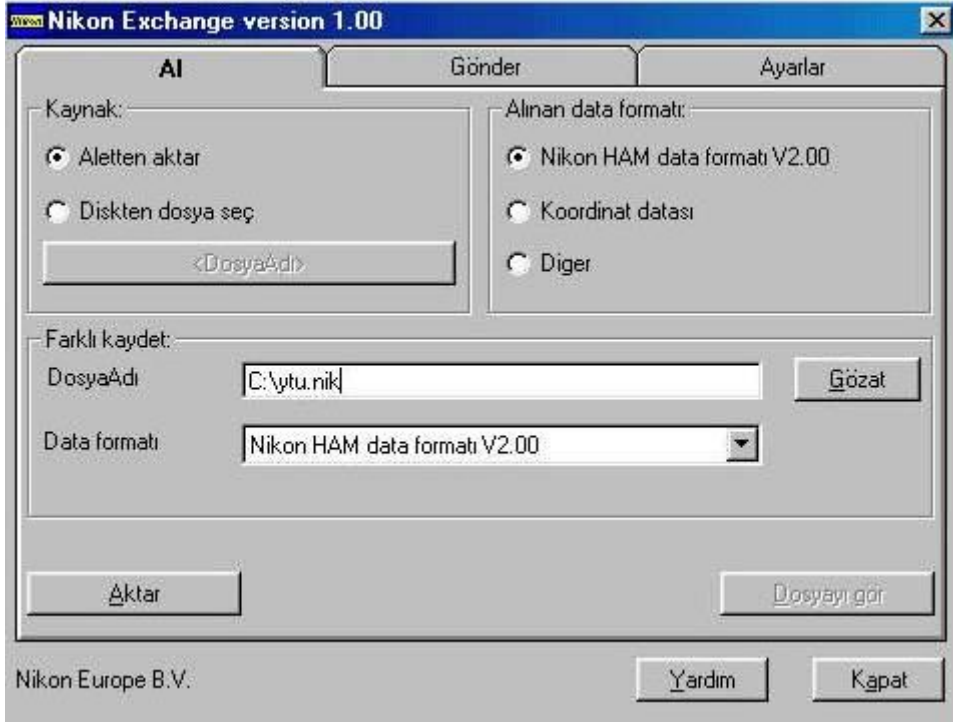 Nikon Nikon Exchange version 1.00
Al Gönder Ayarlar
Kaynak: Alınan data formatı:
Aletten aktar Nikon HAM data formatı V2.00
Diskten dosya seç Koordinat datası
<DosyaAdı> Diger
Farklı kaydet:
DosyaAdı C:\ytu.nik Gözat
Data formatı Nikon HAM data formatı V2.00
Aktar Dosyayı gör
Nikon Europe B.V. Yardım Kapat